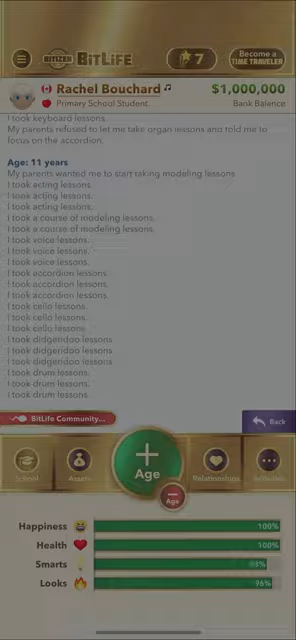 CITIZEN BITLIFE
7
Become a
TIME TRAVELER
Rachel Bouchard
$1,000,000
Primary School Student
Bank Balance
I took keyboard lessons.
My parents refused to let me take organ lessons and told me to
focus on the accordion.
Age: 11 years
My parents wanted me to start taking modeling lessons
I took acting lessons.
I took acting lessons.
I took acting lessons.
I took a course of modeling lessons.
I took a course of modeling lessons.
I took voice lessons.
I took voice lessons.
I took voice lessons.
I took accordion lessons.
I took accordion lessons.
I took accordion lessons.
I took cello lessons.
I took cello lessons.
I took cello lessons.
I took didgeridoo lessons
I took didgeridoo lessons
I took didgeridoo lessons
I took drum lessons.
I took drum lessons.
I took drum lessons
BitLife Community...
Back
School
Assets
Age
Age
Relationships
Activities
Happiness 100%
Health 100%
Smarts
Looks 96%